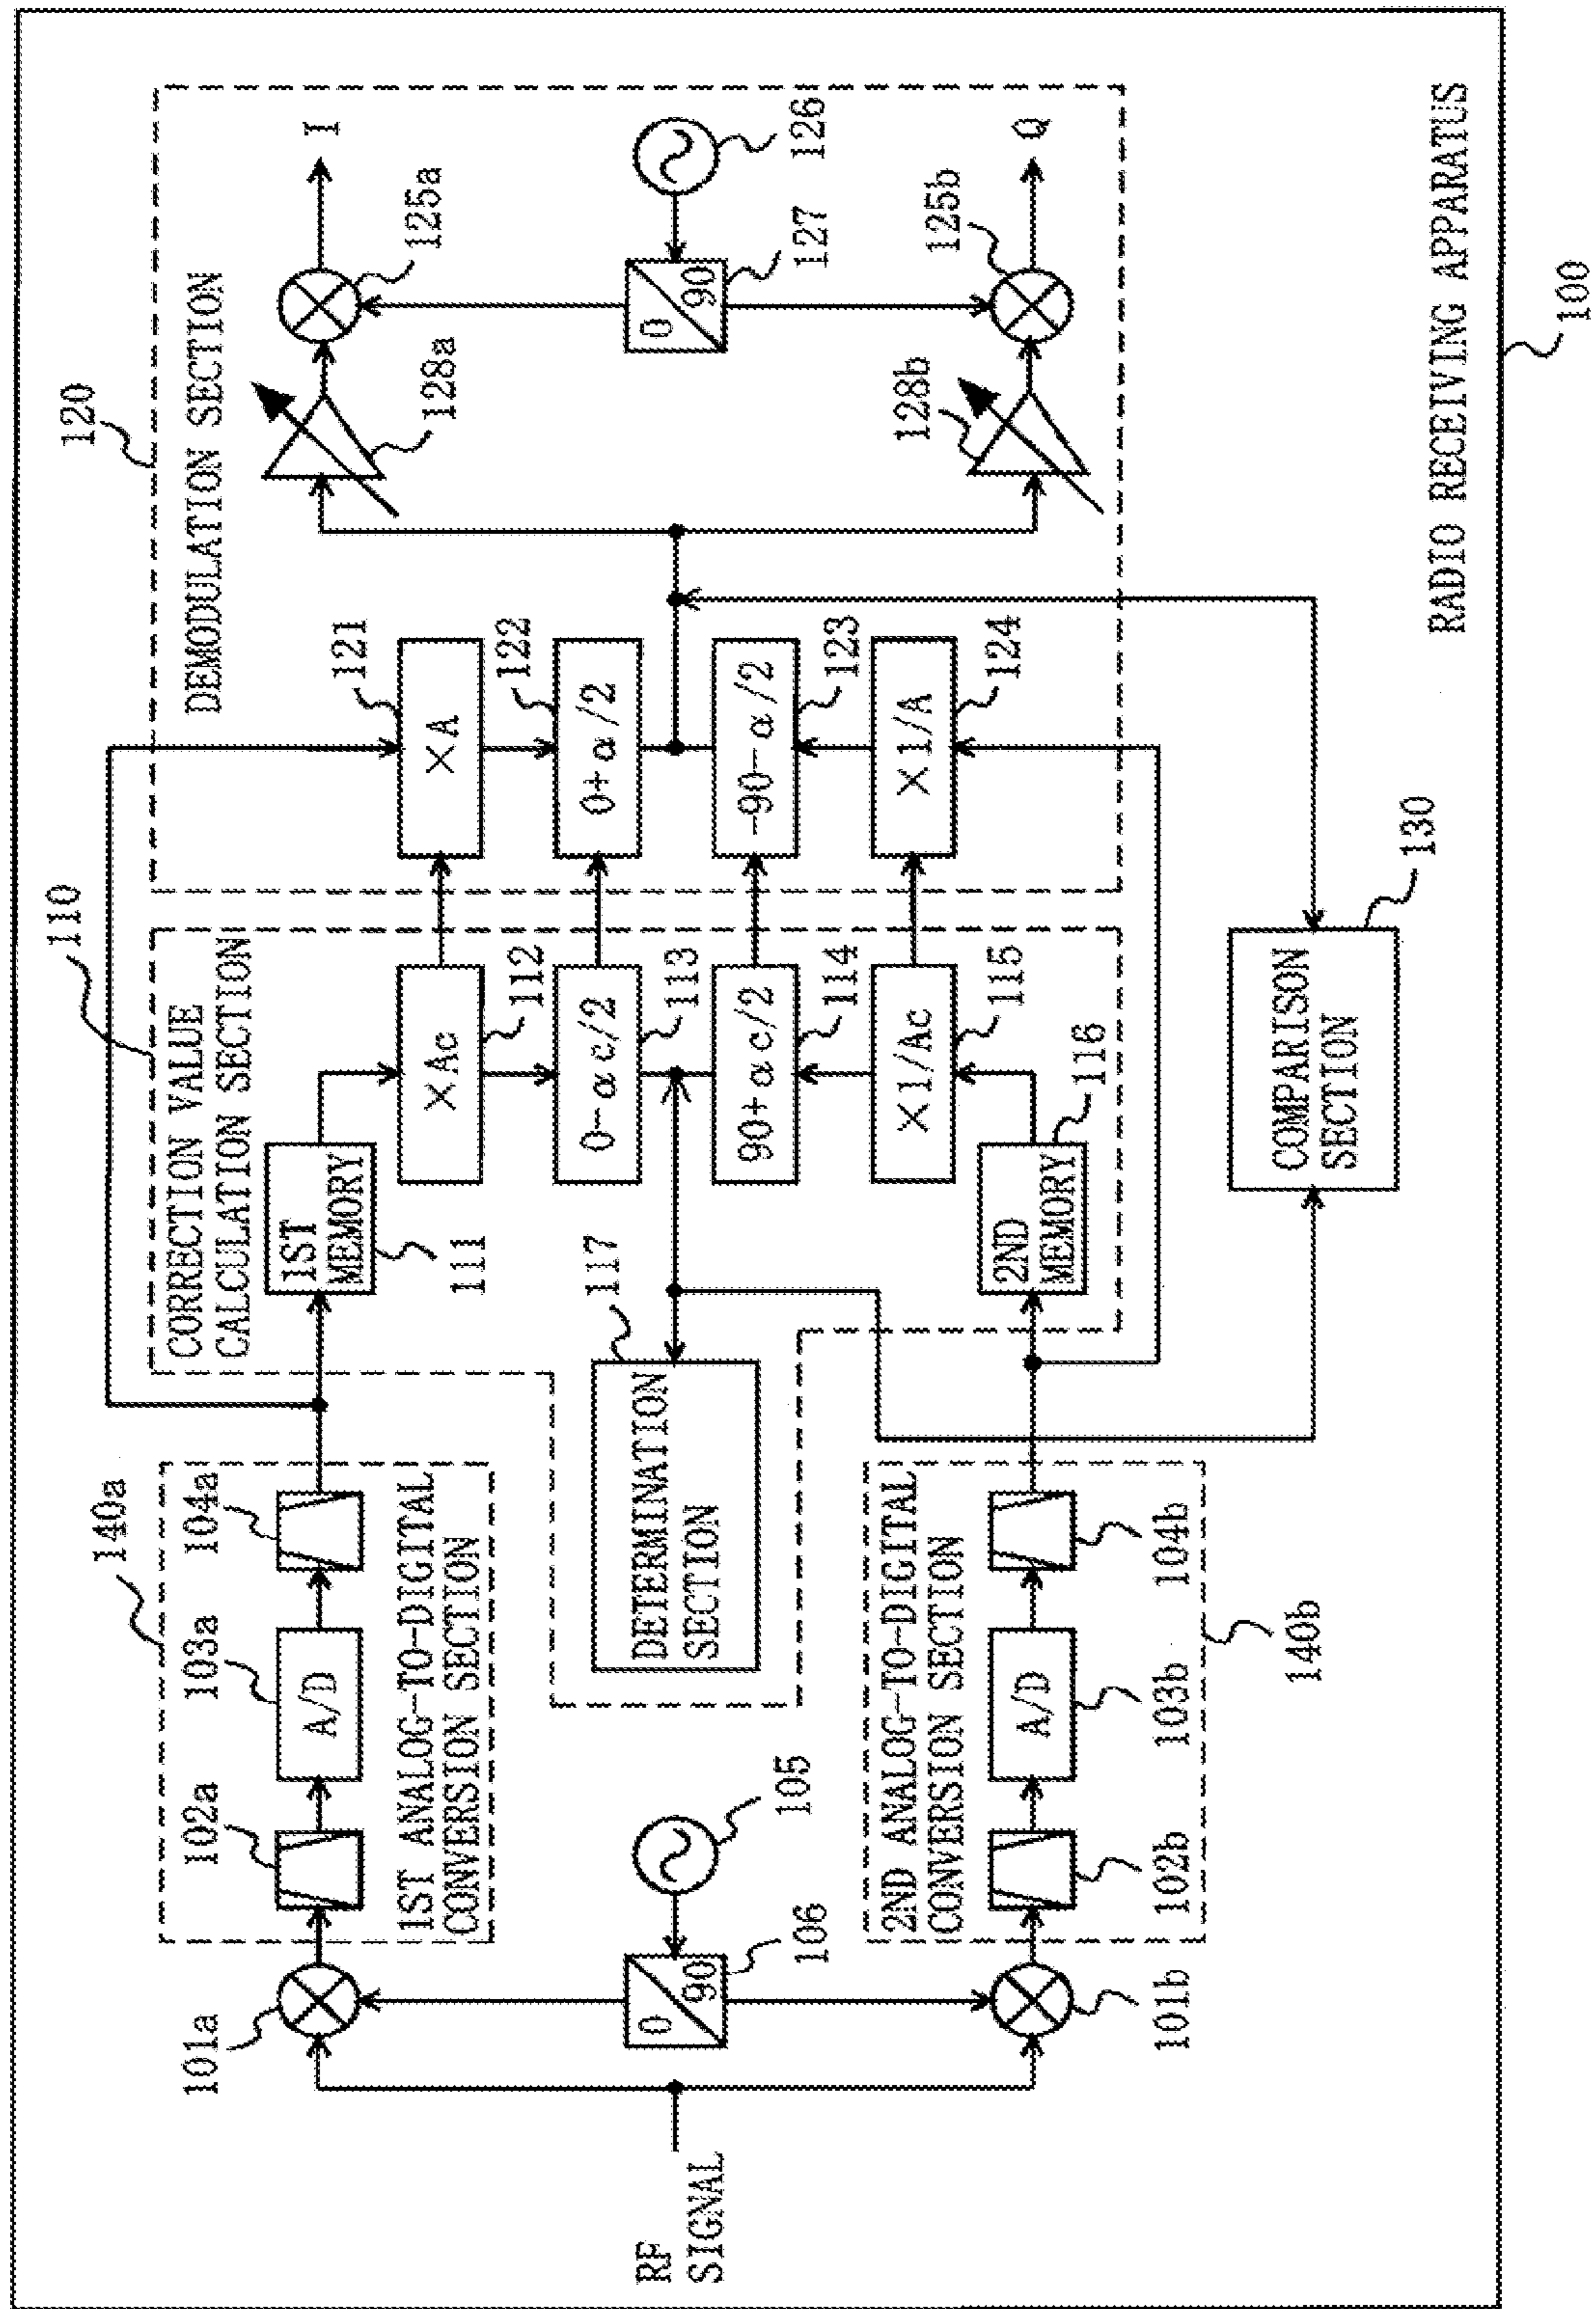 120
DEMODULATION SECTION
110
CORRECTION VALUE
CALCULATION SECTION
140a
102a
103a
104a
A/D
1ST ANALOG-TO-DIGITAL
CONVERSION SECTION
101a
1ST
MEMORY
111
×Ac
112
0-αc/2
113
90+αc/2
114
×1/Ac
115
2ND
MEMORY
116
DETERMINATION
SECTION
117
×A
121
0+α/2
122
-90-α/2
123
×1/A
124
128a
125a
I
126
0
90
127
128b
125b
Q
RF
SIGNAL
0
90
106
105
101b
2ND ANALOG-TO-DIGITAL
CONVERSION SECTION
A/D
102b
103b
104b
140b
COMPARISON
SECTION
130
RADIO RECEIVING APPARATUS
100